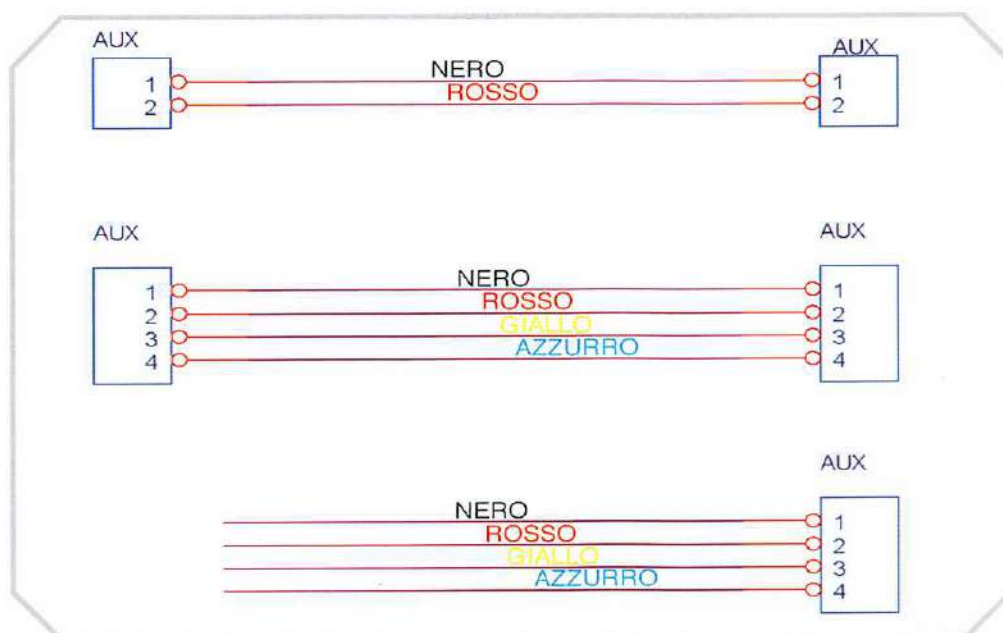 AUX AUX
1 NERO 1
2 ROSSO 2
AUX AUX
1 NERO 1
2 ROSSO 2
3 GIALLO 3
4 AZZURRO 4
AUX
NERO 1
ROSSO 2
GIALLO 3
AZZURRO 4